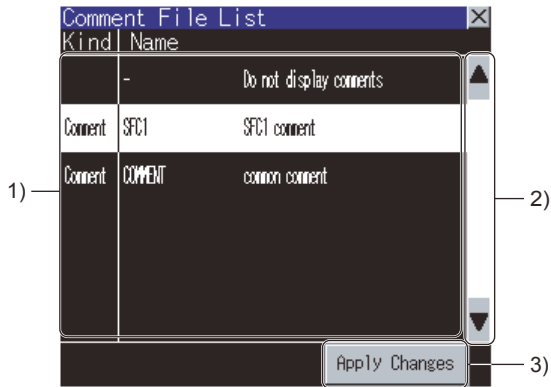 Comment File List
Kind Name
- Do not display comments
Comment SFC1 SFC1 comment
Comment COMMENT common comment
1)
2)
Apply Changes
3)